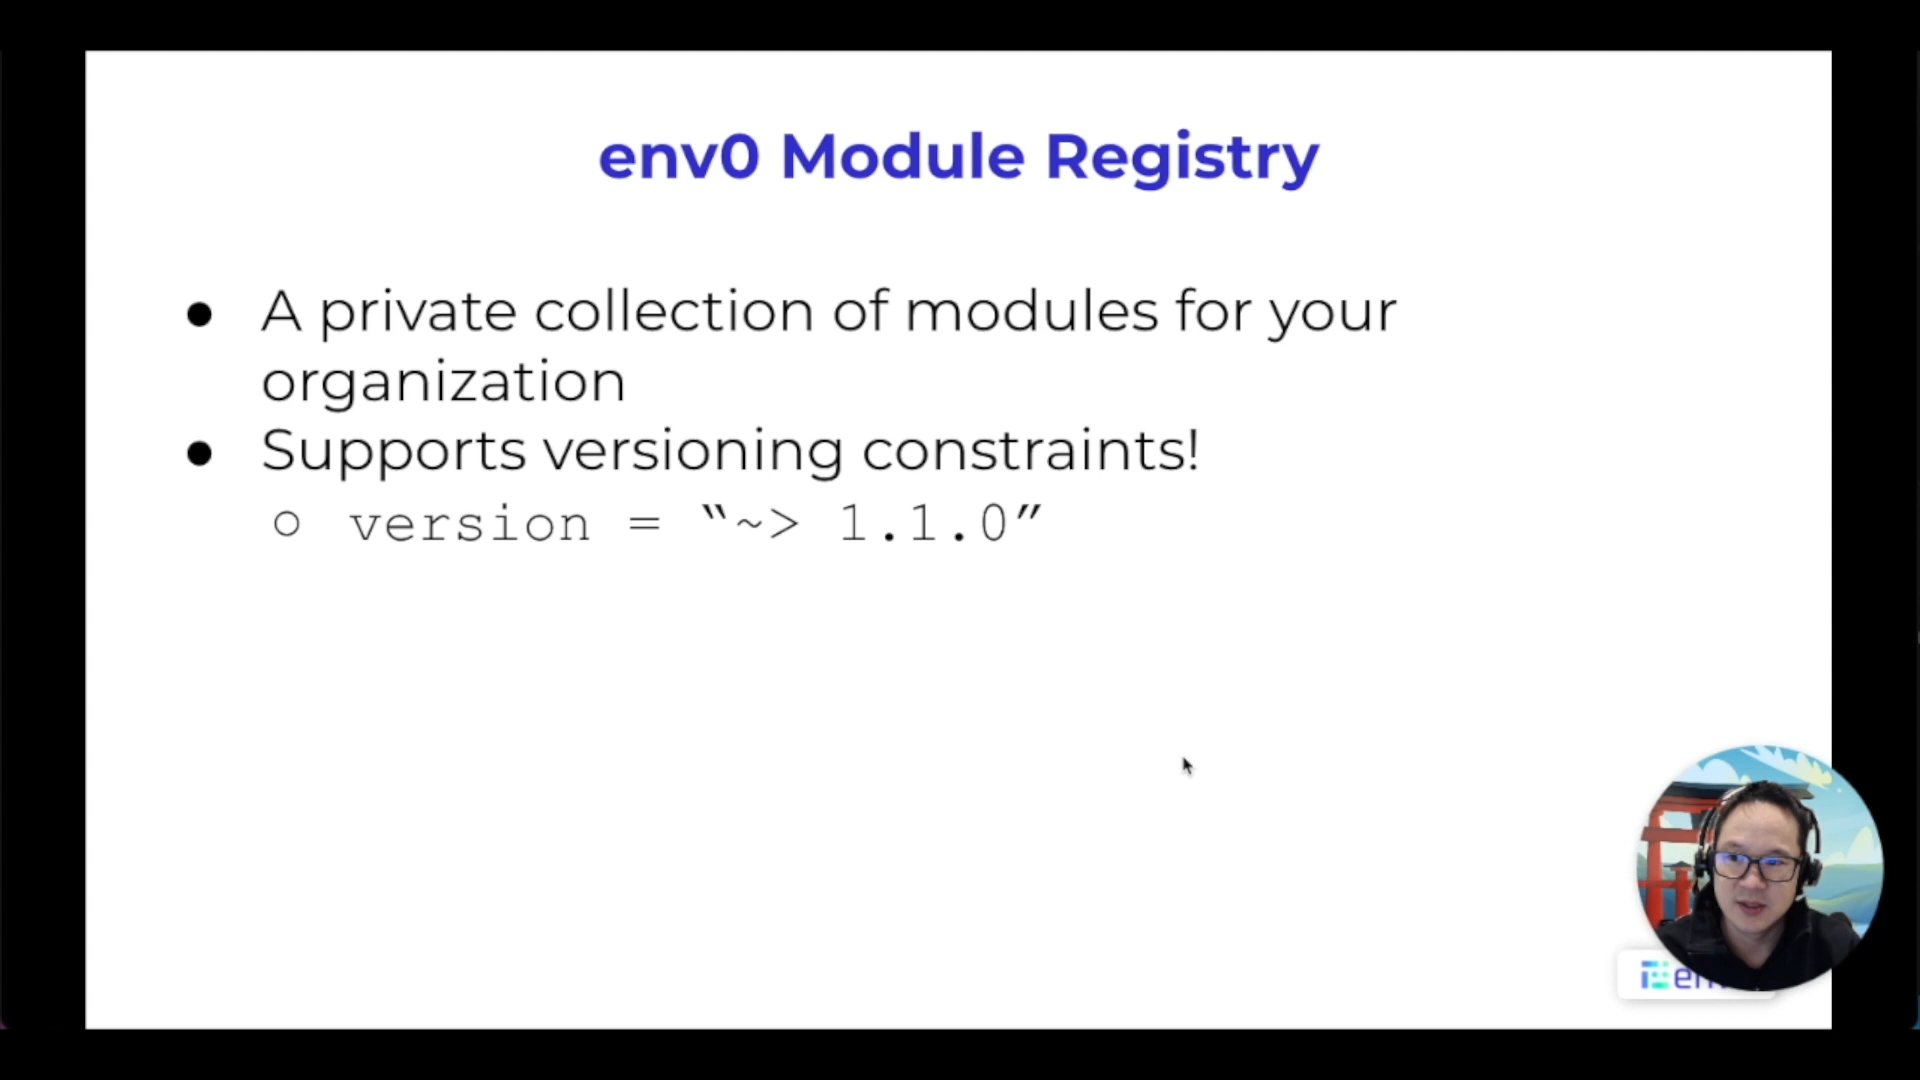 env0 Module Registry
● A private collection of modules for your
organization
● Supports versioning constraints!
○ version = “~> 1.1.0”